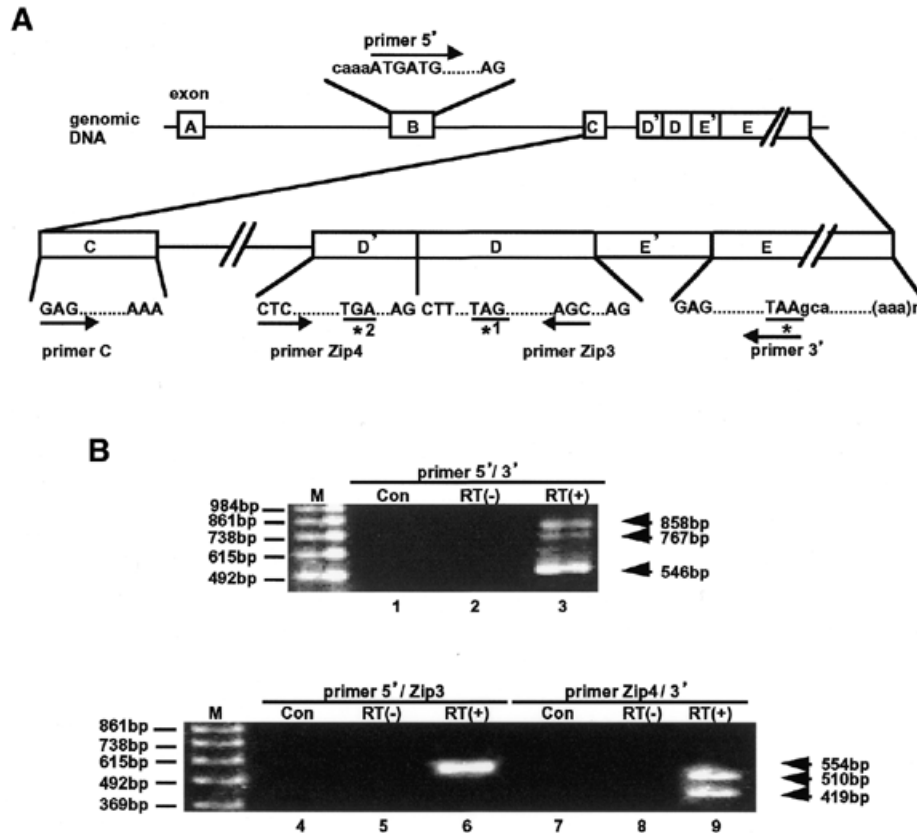 A
primer 5'
caaaATGATG........AG
exon
genomic DNA
A B C D' D E' E
C D' D E' E
GAG.......AAA CTC.......TGA...AG CTT...TAG..........AGC...AG GAG............TAAgca........(aaa)n
*2 *1 *
primer C primer Zip4 primer Zip3 primer 3'
B
primer 5'/ 3'
M Con RT(-) RT(+)
984bp
861bp 858bp
738bp 767bp
615bp
492bp 546bp
1 2 3
primer 5'/ Zip3 primer Zip4/ 3'
M Con RT(-) RT(+) Con RT(-) RT(+)
861bp
738bp
615bp 554bp
492bp 510bp
369bp 419bp
4 5 6 7 8 9